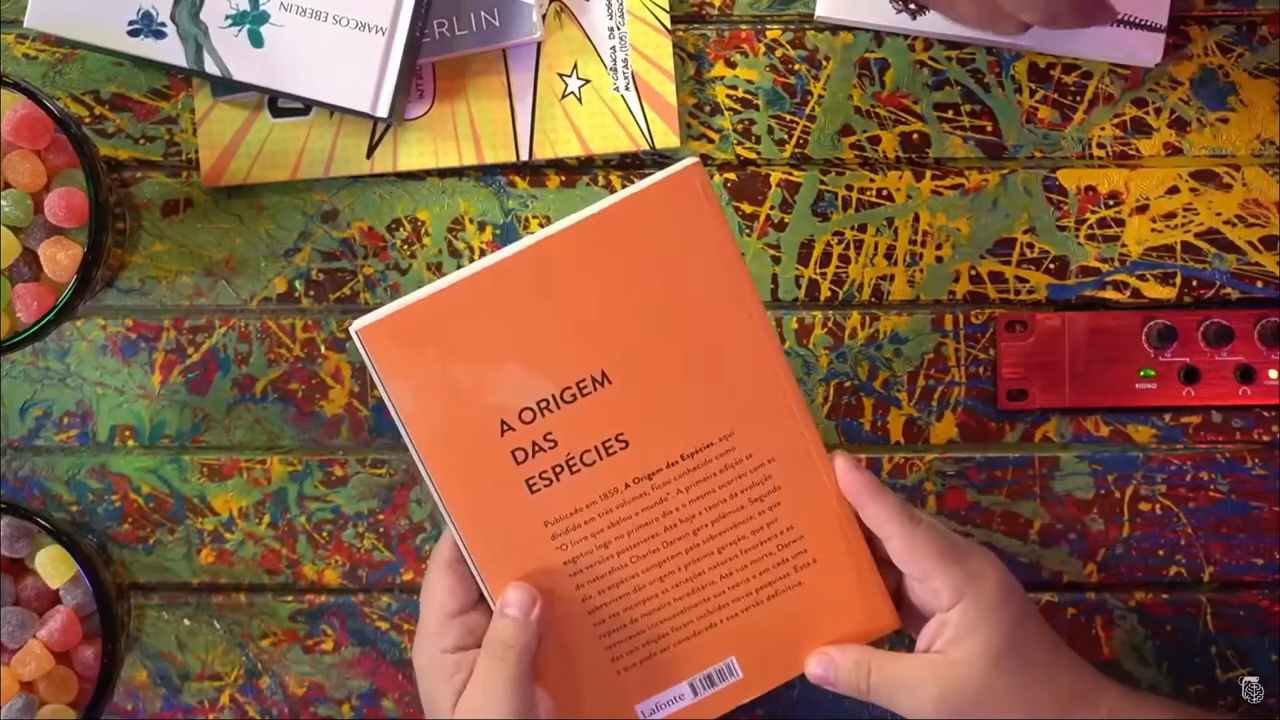 MARCOS EBERLIN
ERLIN
A CIÊNCIA DE NOSS
A ORIGEM
DAS
ESPÉCIES
Publicado em 1859, A Origem das Espécies, aqui
dividido em três volumes, ficou conhecido como
"O livro que abalou o mundo". A primeira edição se
esgotou logo no primeiro dia e o mesmo ocorreu com as
seis versões posteriores. Até hoje a teoria da evolução
do naturalista Charles Darwin gera polêmica. Segundo
ele, as espécies competem pela sobrevivência; as que
sobrevivem dão origem à próxima geração, que por
sua vez incorpora as variações naturais favoráveis e as
repassa de maneira hereditária. Até sua morte, Darwin
reescreveu incansavelmente sua teoria e em cada uma
das seis edições foram incluídas novas pesquisas. Esta é
a que pode ser considerada a sua versão definitiva.
Lafonte